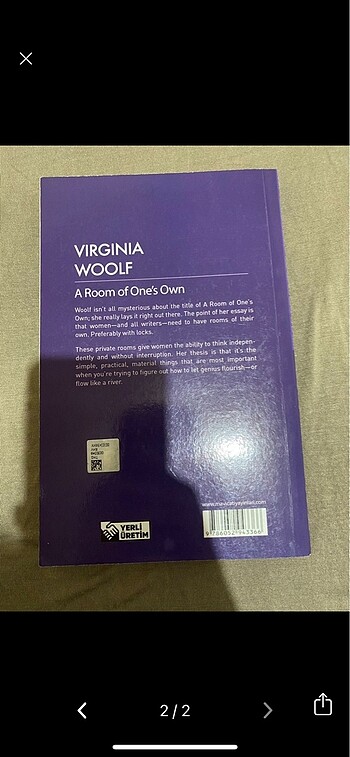 VIRGINIA
WOOLF
A Room of One's Own
Woolf isn't all mysterious about the title of A Room of One's
Own; she really lays it right out there. The point of her essay is
that women—and all writers—need to have rooms of their
own. Preferably with locks.
These private rooms give women the ability to think indepen-
dently and without interruption. Her thesis is that it's the
simple, practical, material things that are most important
when you're trying to figure out how to let genius flourish—or
flow like a river.
YERLİ
ÜRETİM
9 786052 943366
2/2